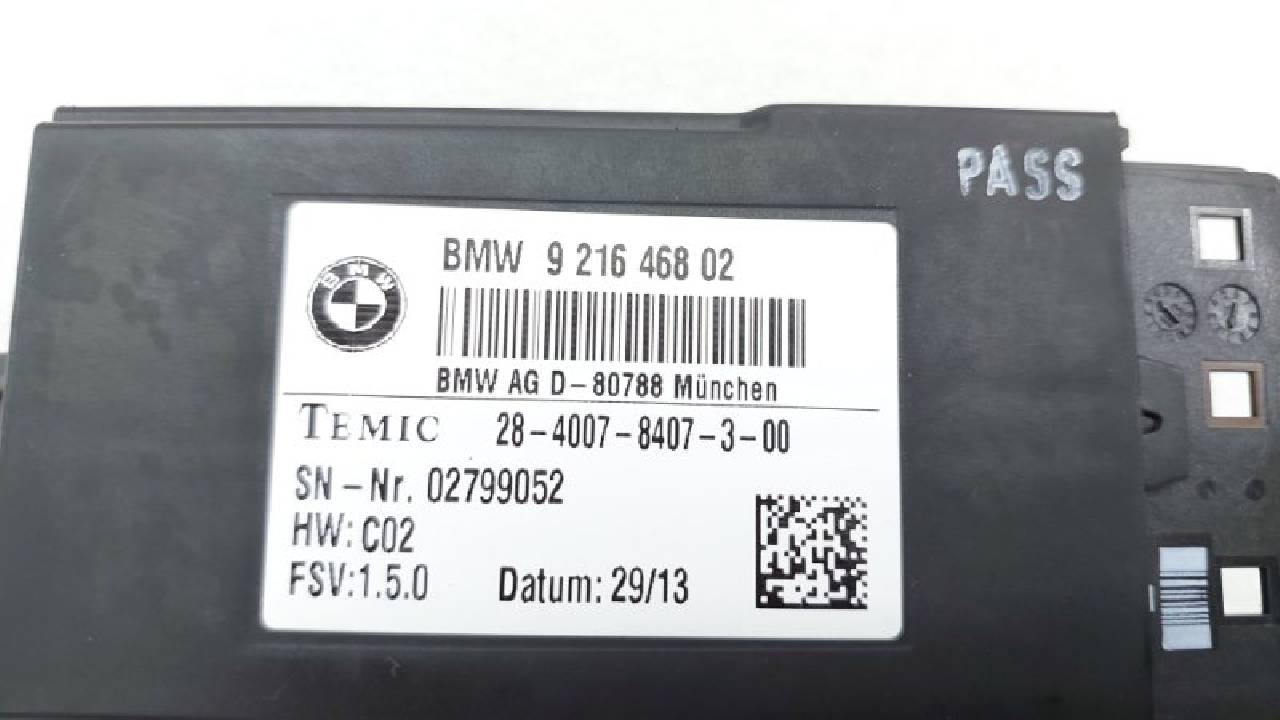 PASS
BMW 9 216 468 02
BMW
BMW AG D-80788 München
TEMIC 28-4007-8407-3-00
SN-Nr. 02799052
HW: C02
FSV:1.5.0 Datum: 29/13